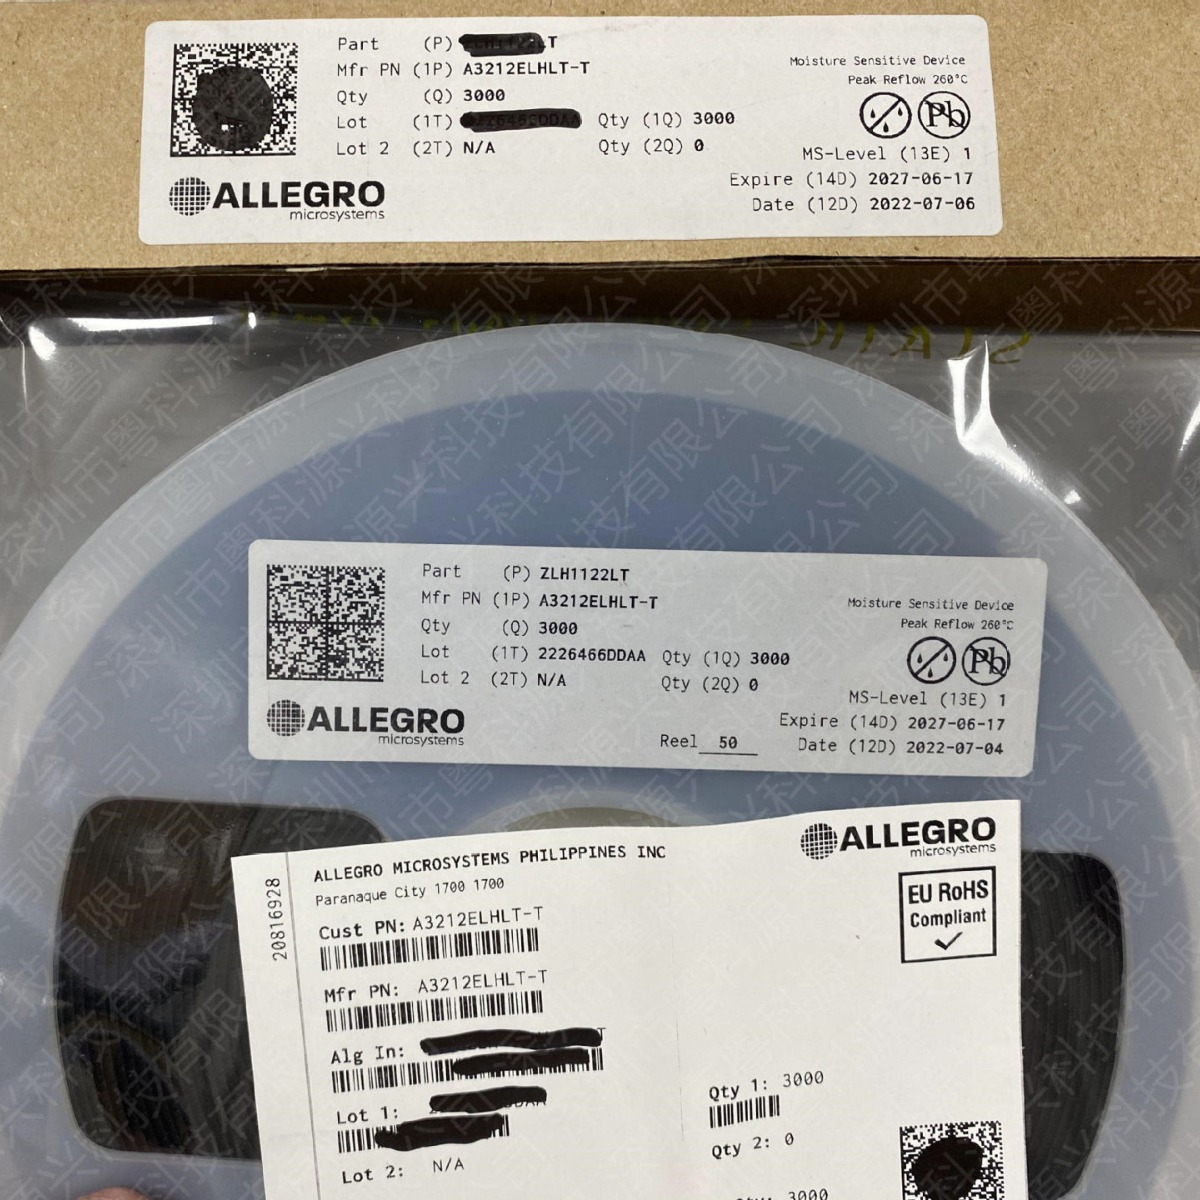 Part (P) LT
Mfr PN (1P) A3212ELHLT-T
Qty (Q) 3000
Lot (1T) Qty (1Q) 3000
Lot 2 (2T) N/A Qty (2Q) 0
Moisture Sensitive Device
Peak Reflow 260°C
Pb
MS-Level (13E) 1
Expire (14D) 2027-06-17
Date (12D) 2022-07-06
ALLEGRO
microsystems
Part (P) ZLH1122LT
Mfr PN (1P) A3212ELHLT-T
Qty (Q) 3000
Lot (1T) 2226466DDAA Qty (1Q) 3000
Lot 2 (2T) N/A Qty (2Q) 0
Moisture Sensitive Device
Peak Reflow 260°C
Pb
MS-Level (13E) 1
Expire (14D) 2027-06-17
Reel 50 Date (12D) 2022-07-04
ALLEGRO
microsystems
ALLEGRO MICROSYSTEMS PHILIPPINES INC
Paranaque City 1700 1700
ALLEGRO
microsystems
20816928
EU RoHS
Compliant
Cust PN: A3212ELHLT-T
Mfr PN: A3212ELHLT-T
Alg In:
Lot 1:
Lot 2: N/A
Qty 1: 3000
Qty 2: 0
3000
深圳市粤科源兴科技有限公司